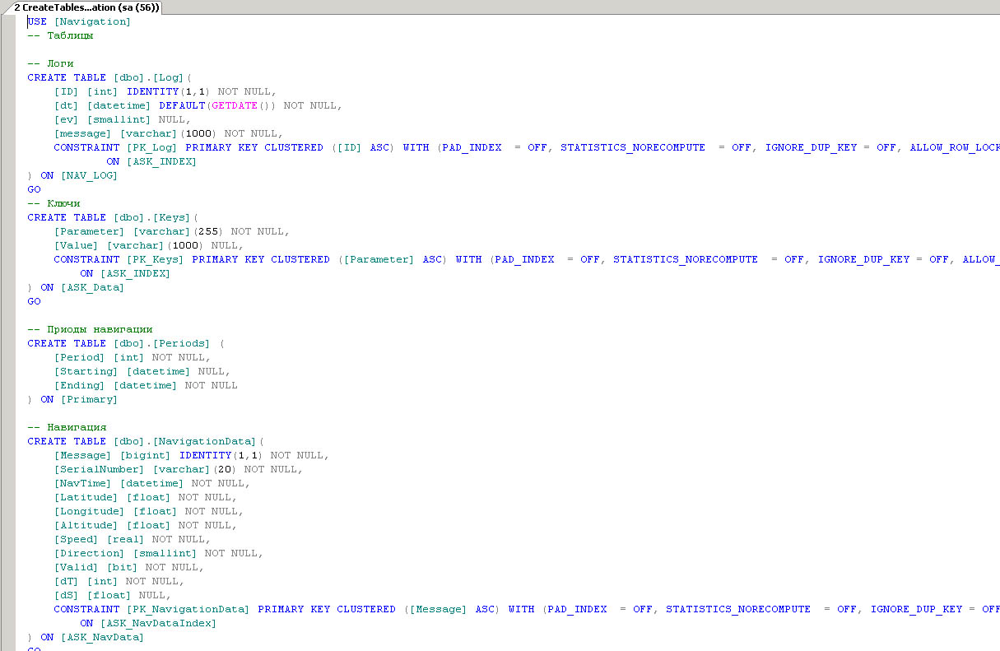 2 CreateTables...ation (sa (56))
USE [Navigation]
-- Таблицы
-- Логи
CREATE TABLE [dbo].[Log](
[ID] [int] IDENTITY(1,1) NOT NULL,
[dt] [datetime] DEFAULT(GETDATE()) NOT NULL,
[ev] [smallint] NULL,
[message] [varchar](1000) NOT NULL,
CONSTRAINT [PK_Log] PRIMARY KEY CLUSTERED ([ID] ASC) WITH (PAD_INDEX = OFF, STATISTICS_NORECOMPUTE = OFF, IGNORE_DUP_KEY = OFF, ALLOW_ROW_LOCK
ON [ASK_INDEX]
) ON [NAV_LOG]
GO
-- Ключи
CREATE TABLE [dbo].[Keys](
[Parameter] [varchar](255) NOT NULL,
[Value] [varchar](1000) NULL,
CONSTRAINT [PK_Keys] PRIMARY KEY CLUSTERED ([Parameter] ASC) WITH (PAD_INDEX = OFF, STATISTICS_NORECOMPUTE = OFF, IGNORE_DUP_KEY = OFF, ALLOW_
ON [ASK_INDEX]
) ON [ASK_Data]
GO
-- Приоды навигации
CREATE TABLE [dbo].[Periods] (
[Period] [int] NOT NULL,
[Starting] [datetime] NULL,
[Ending] [datetime] NOT NULL
) ON [Primary]
-- Навигация
CREATE TABLE [dbo].[NavigationData](
[Message] [bigint] IDENTITY(1,1) NOT NULL,
[SerialNumber] [varchar](20) NOT NULL,
[NavTime] [datetime] NOT NULL,
[Latitude] [float] NOT NULL,
[Longitude] [float] NOT NULL,
[Altitude] [float] NOT NULL,
[Speed] [real] NOT NULL,
[Direction] [smallint] NOT NULL,
[Valid] [bit] NOT NULL,
[dT] [int] NOT NULL,
[dS] [float] NULL,
CONSTRAINT [PK_NavigationData] PRIMARY KEY CLUSTERED ([Message] ASC) WITH (PAD_INDEX = OFF, STATISTICS_NORECOMPUTE = OFF, IGNORE_DUP_KEY = OFF
ON [ASK_NavDataIndex]
) ON [ASK_NavData]
GO